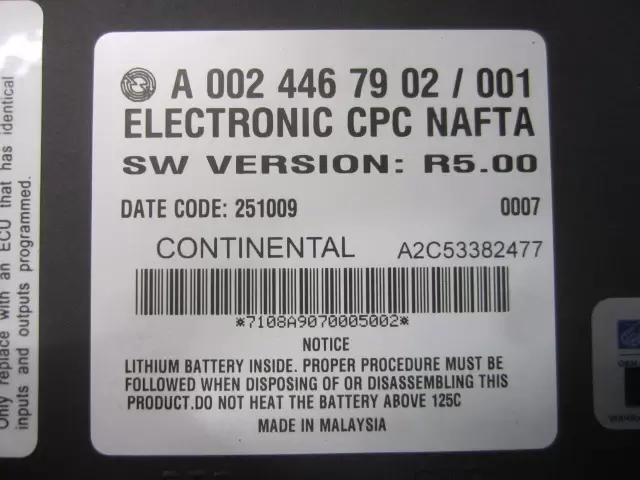 Only replace with an ECU that has identical
inputs and outputs programmed.
A 002 446 79 02 / 001
ELECTRONIC CPC NAFTA
SW VERSION: R5.00
DATE CODE: 251009 0007
CONTINENTAL A2C53382477
*7108A9070005002*
NOTICE
LITHIUM BATTERY INSIDE. PROPER PROCEDURE MUST BE
FOLLOWED WHEN DISPOSING OF OR DISASSEMBLING THIS
PRODUCT.DO NOT HEAT THE BATTERY ABOVE 125C
MADE IN MALAYSIA